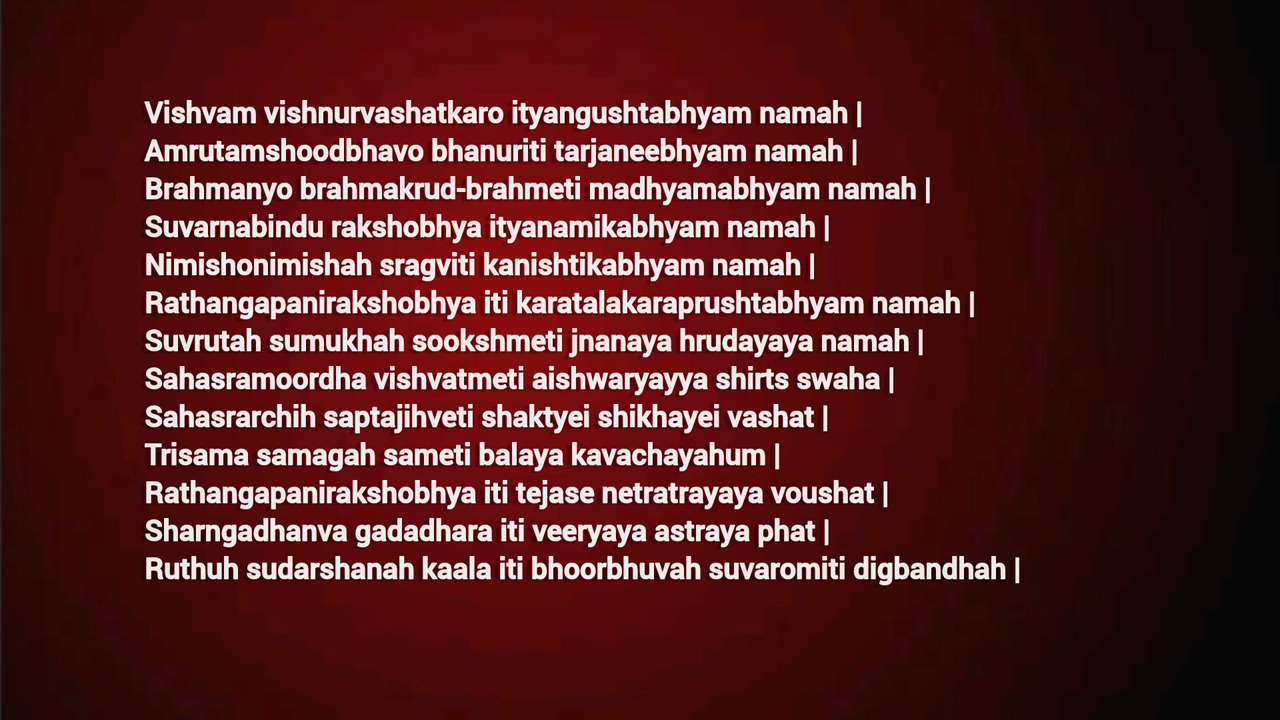 Vishvam vishnurvashatkaro ityangushtabhyam namah |
Amrutamshoodbhavo bhanuriti tarjaneebhyam namah |
Brahmanyo brahmakrud-brahmeti madhyamabhyam namah |
Suvarnabindu rakshobhya ityanamikabhyam namah |
Nimishonimishah sragviti kanishtikabhyam namah |
Rathangapanirakshobhya iti karatalakaraprushtabhyam namah |
Suvrutah sumukhah sookshmeti jnanaya hrudayaya namah |
Sahasramoordha vishvatmeti aishwaryayya shirts swaha |
Sahasrarchih saptajihveti shaktyei shikhayei vashat |
Trisama samagah sameti balaya kavachayahum |
Rathangapanirakshobhya iti tejase netratrayaya voushat |
Sharngadhanva gadadhara iti veeryaya astraya phat |
Ruthuh sudarshanah kaala iti bhoorbhuvah suvaromiti digbandhah |